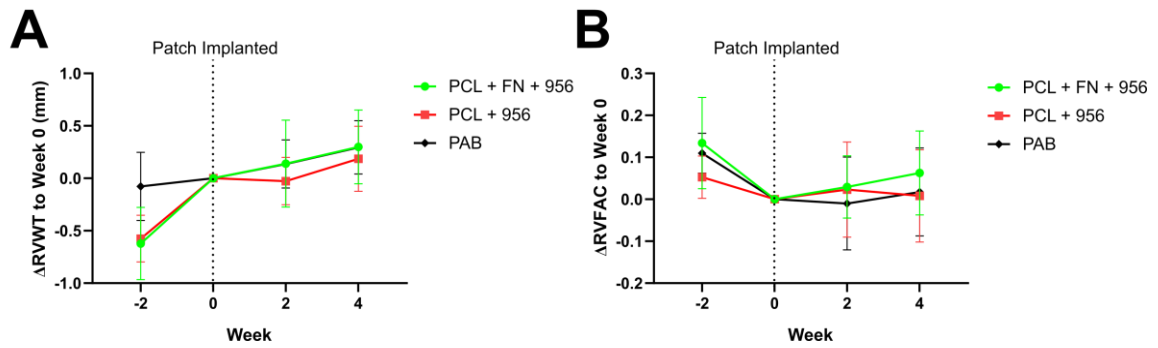 A
Patch Implanted
1.0
0.5
0.0
-0.5
-1.0
ΔRVWT to Week 0 (mm)
-2 0 2 4
Week
PCL + FN + 956
PCL + 956
PAB
B
Patch Implanted
0.3
0.2
0.1
0.0
-0.1
-0.2
ΔRVFAC to Week 0
-2 0 2 4
Week
PCL + FN + 956
PCL + 956
PAB